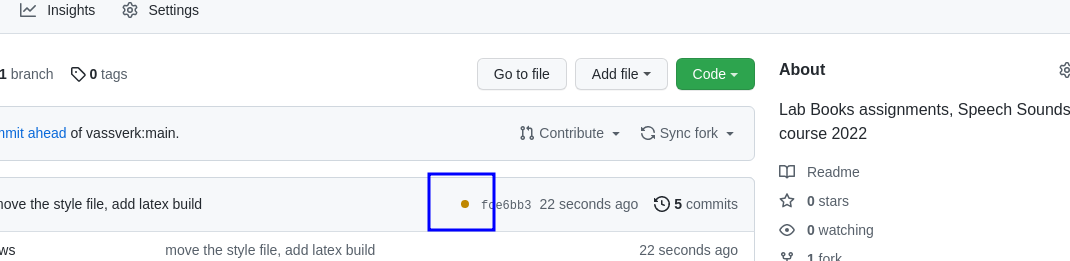 Insights Settings
1 branch 0 tags Go to file Add file Code
About
Lab Books assignments, Speech Sounds
course 2022
mmit ahead of vassverk:main. Contribute Sync fork
Readme
0 stars
0 watching
1 fork
move the style file, add latex build fce6bb3 22 seconds ago 5 commits
ws move the style file, add latex build 22 seconds ago